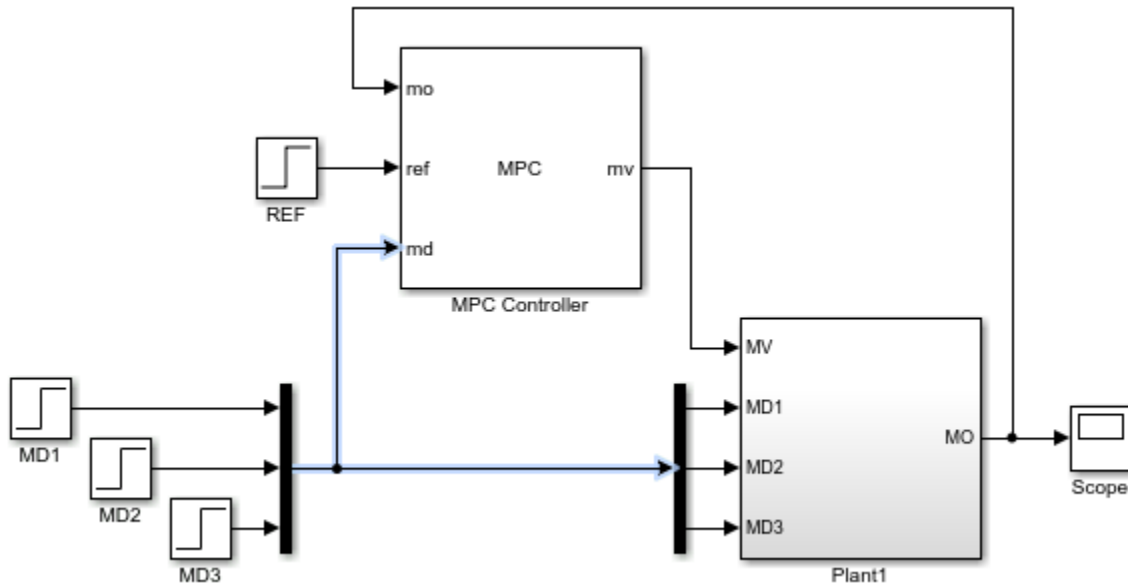 mo
REF
ref
MPC
mv
md
MPC Controller
MV
MD1
MD1
MD2
MD2
MD3
MD3
MO
Scope
Plant1